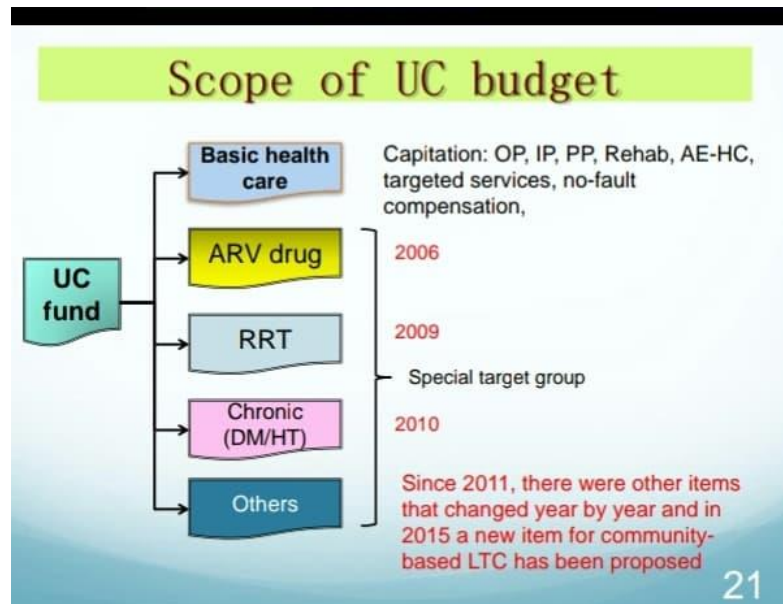 Scope of UC budget
Basic health
care
Capitation: OP, IP, PP, Rehab, AE-HC,
targeted services, no-fault
compensation,
UC
fund
ARV drug
2006
RRT
2009
Special target group
Chronic
(DM/HT)
2010
Others
Since 2011, there were other items
that changed year by year and in
2015 a new item for community-
based LTC has been proposed
21